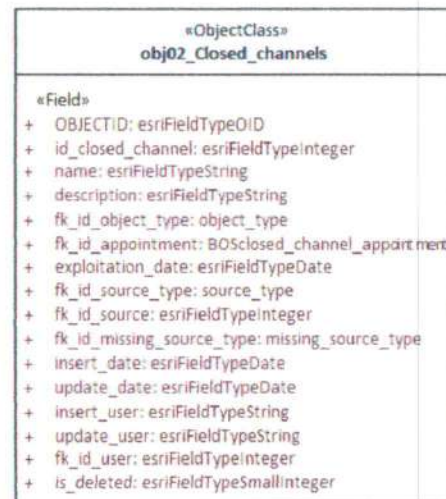 «ObjectClass»
obj02_Closed_channels
«Field»
+ OBJECTID: esriFieldTypeOID
+ id_closed_channel: esriFieldTypeInteger
+ name: esriFieldTypeString
+ description: esriFieldTypeString
+ fk_id_object_type: object_type
+ fk_id_appointment: BOSclosed_channel_appointment
+ exploitation_date: esriFieldTypeDate
+ fk_id_source_type: source_type
+ fk_id_source: esriFieldTypeInteger
+ fk_id_missing_source_type: missing_source_type
+ insert_date: esriFieldTypeDate
+ update_date: esriFieldTypeDate
+ insert_user: esriFieldTypeString
+ update_user: esriFieldTypeString
+ fk_id_user: esriFieldTypeInteger
+ is_deleted: esriFieldTypeSmallInteger